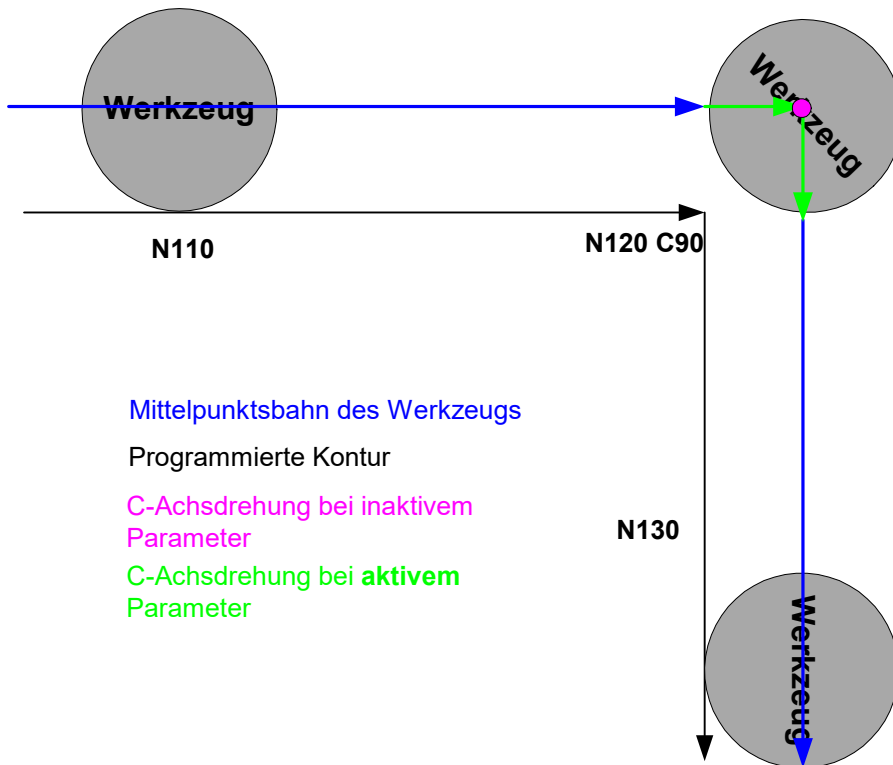 Werkzeug
Werkzeug
N110
N120 C90
Mittelpunktsbahn des Werkzeugs
Programmierte Kontur
C-Achsdrehung bei inaktivem
Parameter
C-Achsdrehung bei aktivem
Parameter
N130
Werkzeug